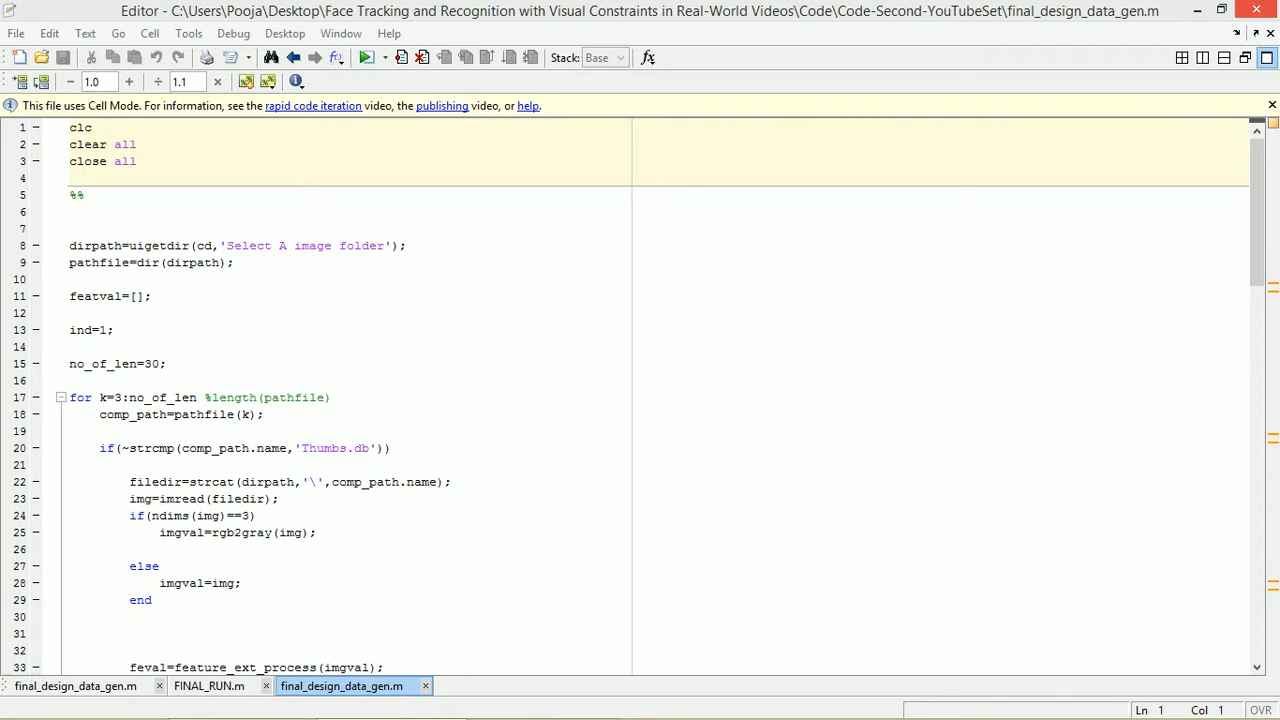 Editor - C:\Users\Pooja\Desktop\Face Tracking and Recognition with Visual Constraints in Real-World Videos\Code\Code-Second-YouTubeSet\final_design_data_gen.m
File Edit Text Go Cell Tools Debug Desktop Window Help
Stack: Base fx
1.0 1.1
This file uses Cell Mode. For information, see the rapid code iteration video, the publishing video, or help.
1 clc
2 clear all
3 close all
4
5 %%
6
7
8 dirpath=uigetdir(cd,'Select A image folder');
9 pathfile=dir(dirpath);
10
11 featval=[];
12
13 ind=1;
14
15 no_of_len=30;
16
17 for k=3:no_of_len %length(pathfile)
18 comp_path=pathfile(k);
19
20 if(~strcmp(comp_path.name,'Thumbs.db'))
21
22 filedir=strcat(dirpath,'\',comp_path.name);
23 img=imread(filedir);
24 if(ndims(img)==3)
25 imgval=rgb2gray(img);
26
27 else
28 imgval=img;
29 end
30
31
32
33 feval=feature_ext_process(imgval);
final_design_data_gen.m FINAL_RUN.m final_design_data_gen.m
Ln 1 Col 1 OVR